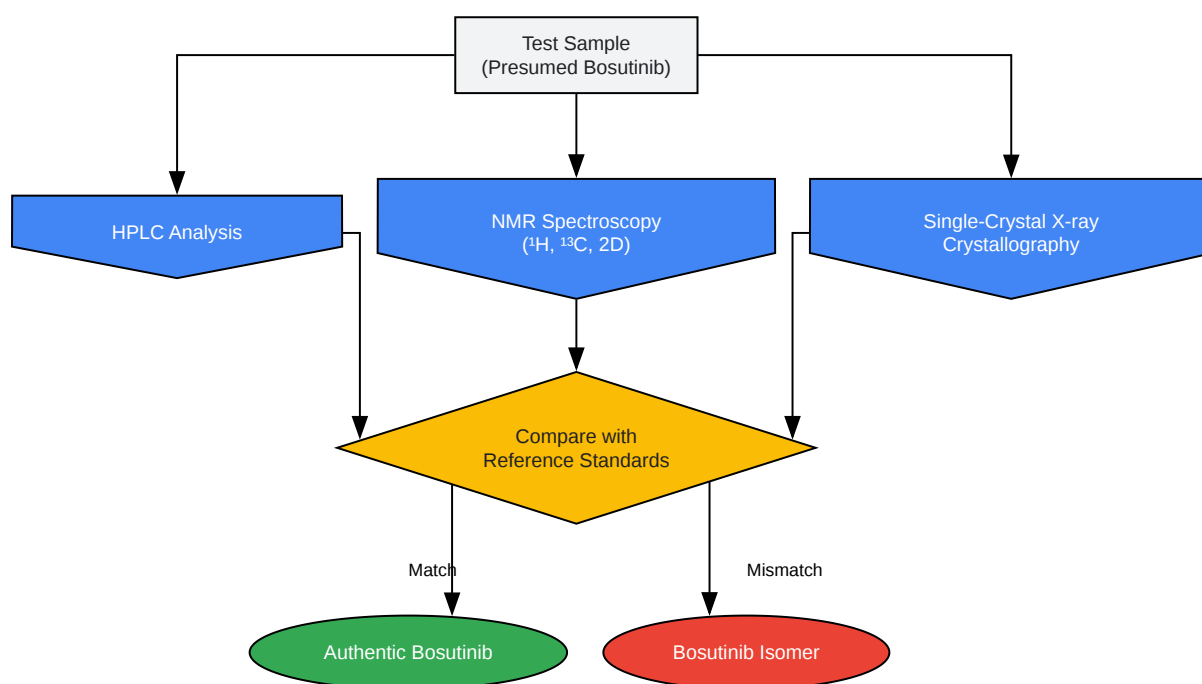 Test Sample
(Presumed Bosutinib)
HPLC Analysis
NMR Spectroscopy
(¹H, ¹³C, 2D)
Single-Crystal X-ray
Crystallography
Compare with
Reference Standards
Match
Mismatch
Authentic Bosutinib
Bosutinib Isomer